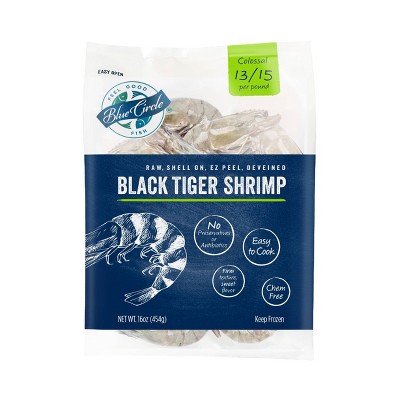 EASY OPEN
FEEL GOOD
Blue Circle
FISH
Colossal
13/15
per pound
RAW, SHELL ON, EZ PEEL, DEVEINED
BLACK TIGER SHRIMP
No
Preservatives
or
Antibiotics
Easy
to Cook
Firm
texture,
sweet
flavor
Chem
Free
NET WT. 16oz (454g)
Keep Frozen